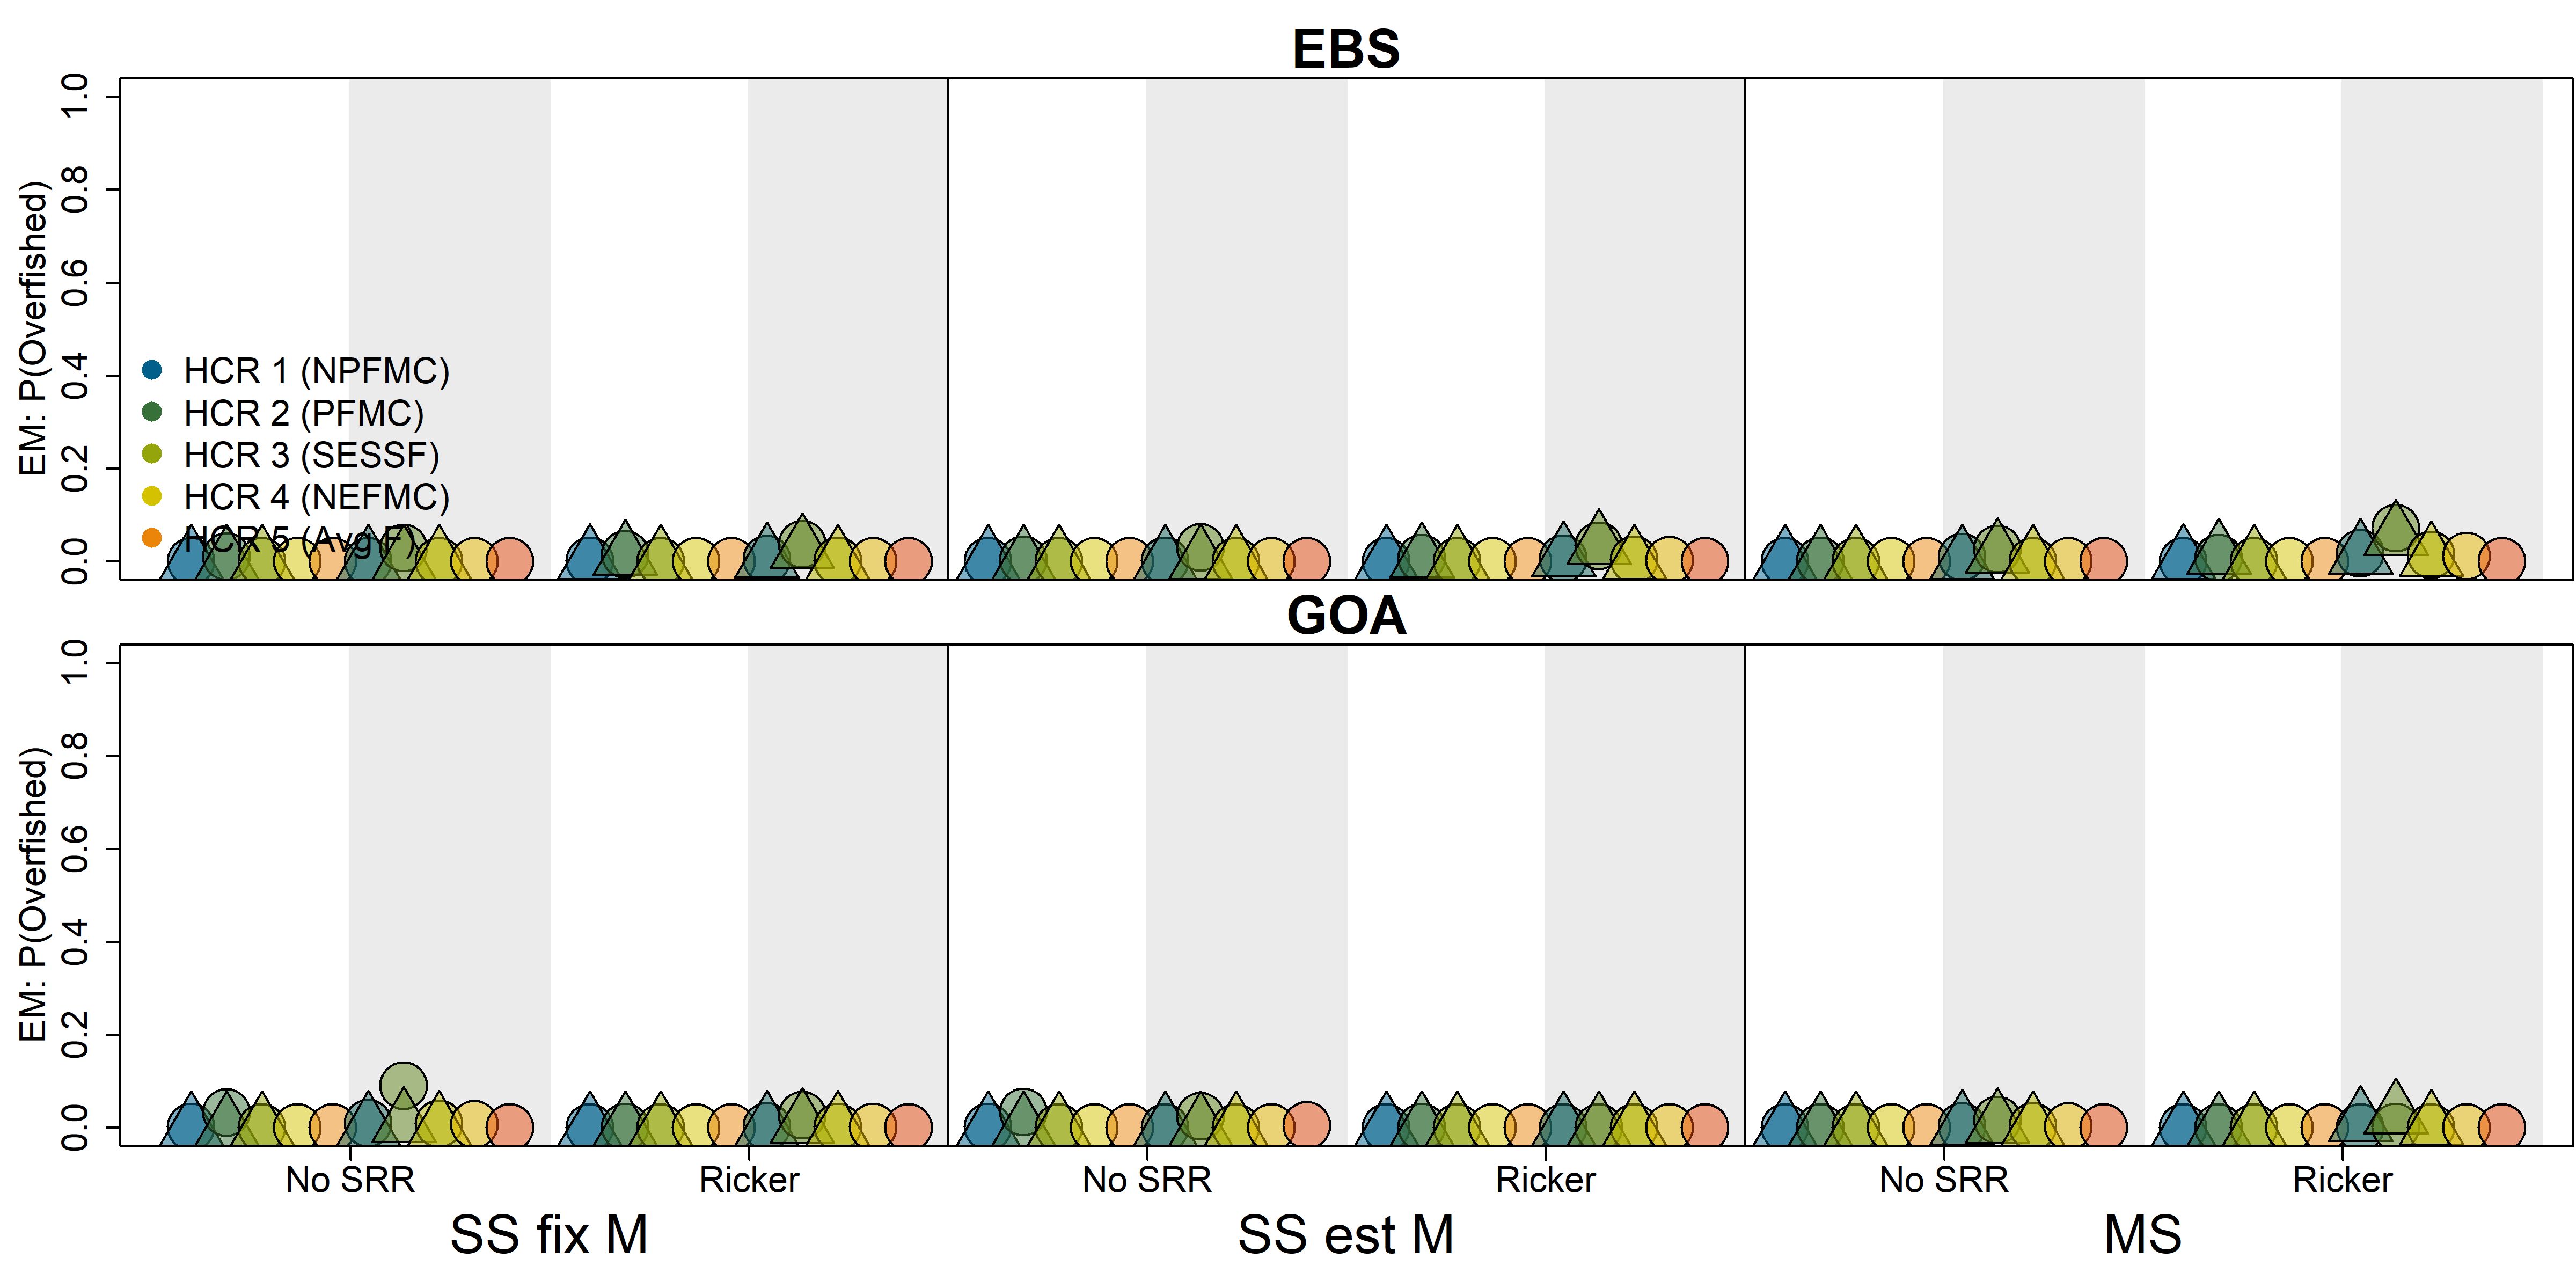 EBS
EM: P(Overfished)
1.0
0.8
0.6
0.4
0.2
0.0
HCR 1 (NPFMC)
HCR 2 (PFMC)
HCR 3 (SESSF)
HCR 4 (NEFMC)
HCR 5 (Avg F)
GOA
EM: P(Overfished)
1.0
0.8
0.6
0.4
0.2
0.0
No SRR Ricker No SRR Ricker No SRR Ricker
SS fix M SS est M MS